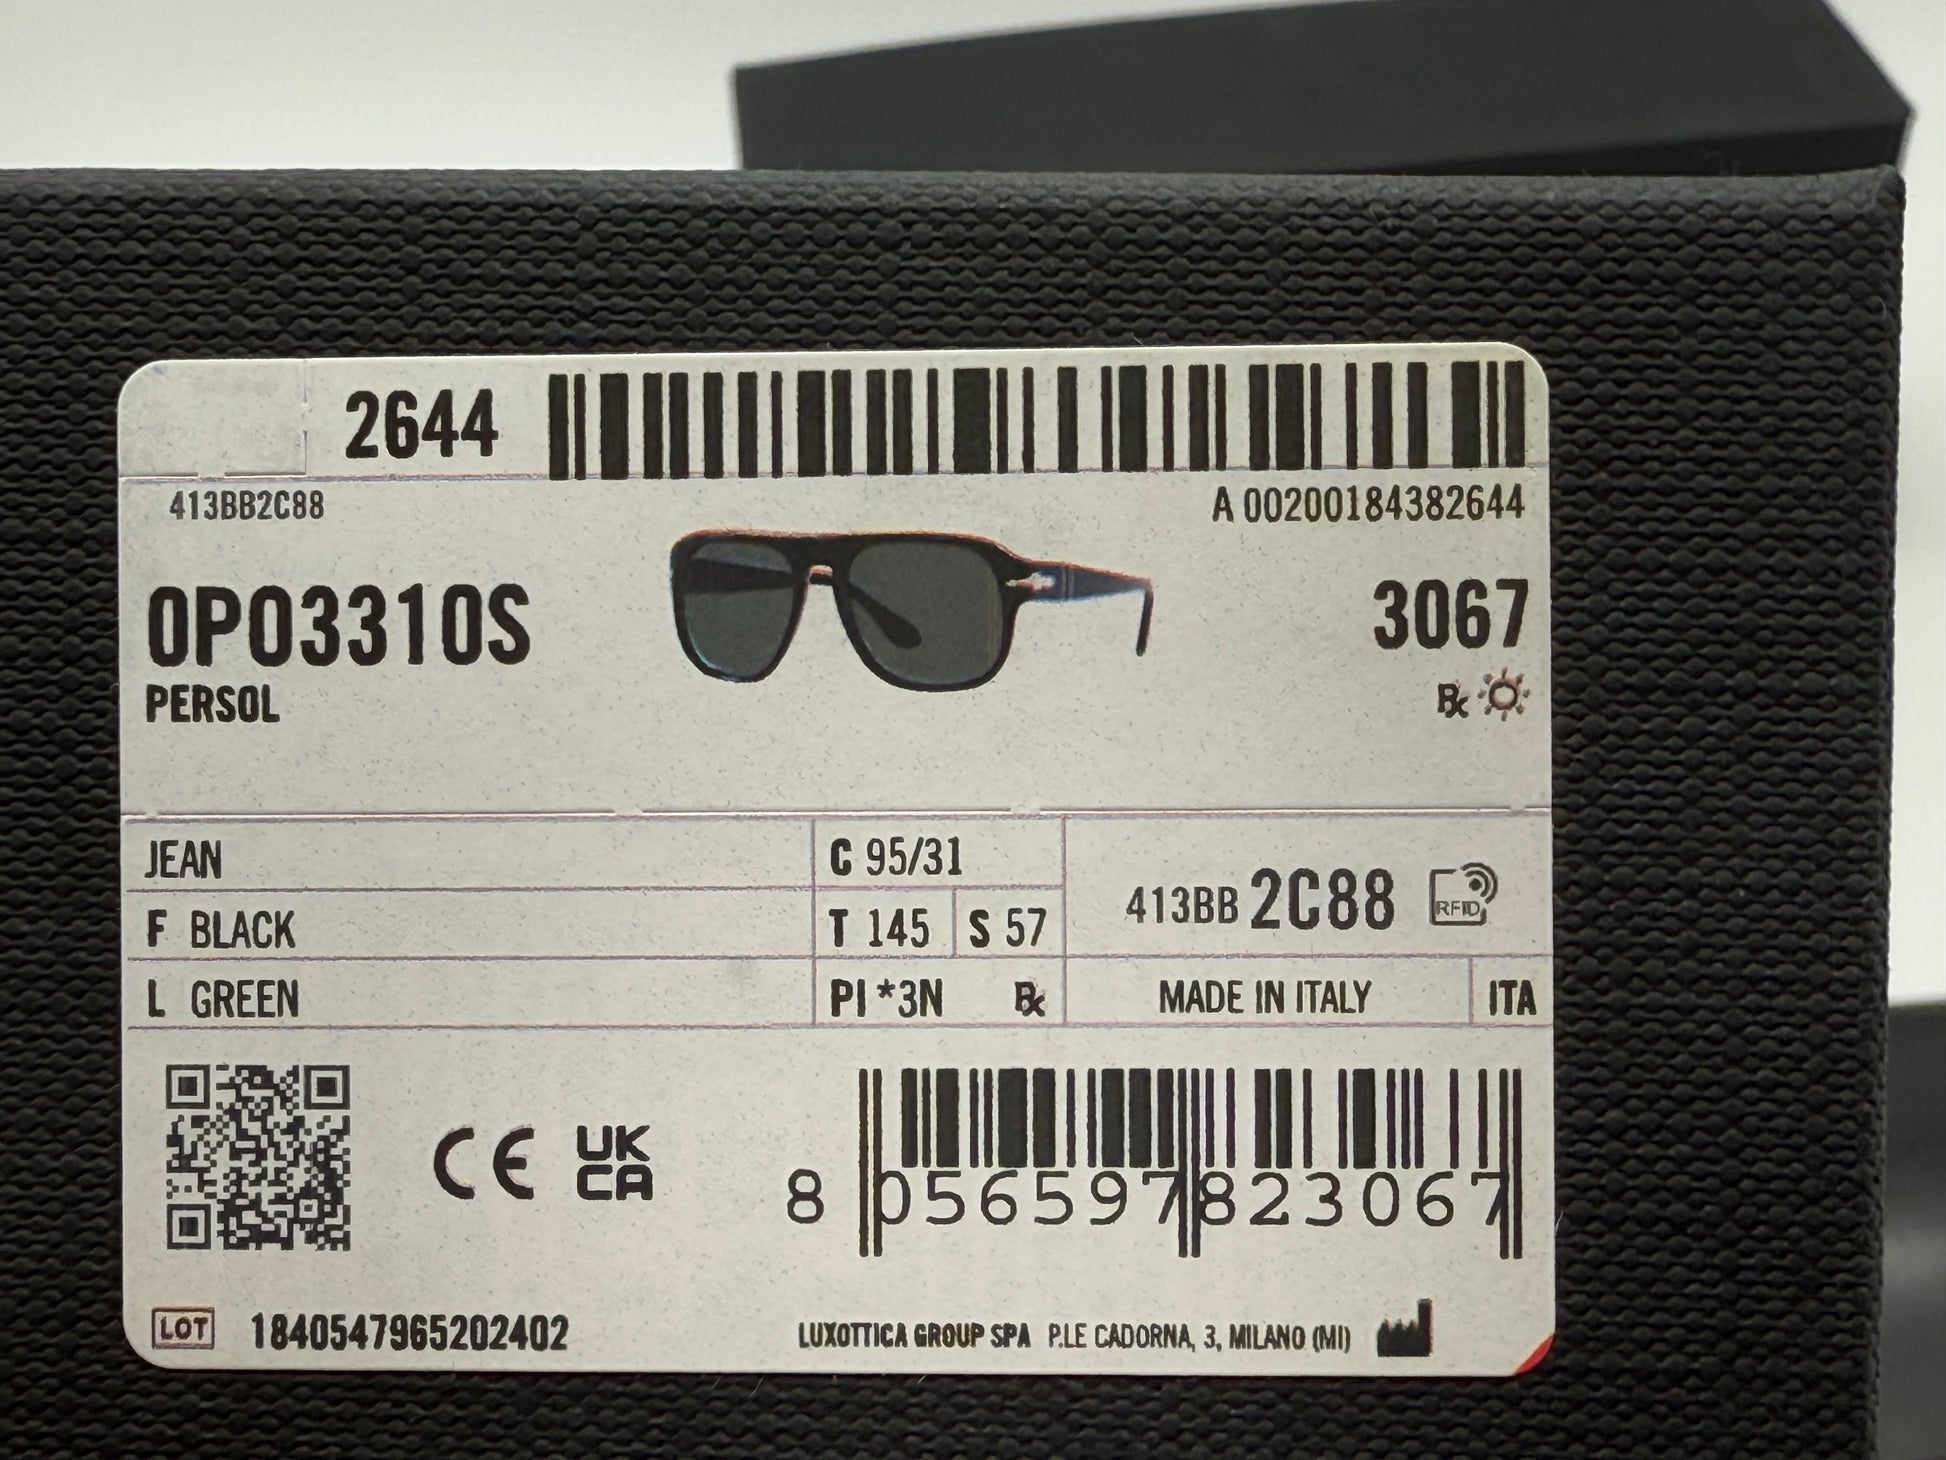 2644
413BB2C88
A 00200184382644
0PO3310S
3067
PERSOL
Rx
JEAN
C 95/31
F BLACK
T 145
S 57
413BB 2C88
RFID
L GREEN
PI *3N
Rx
MADE IN ITALY
ITA
CE
UK
CA
8 056597 823067
LOT
1840547965202402
LUXOTTICA GROUP SPA P.LE CADORNA, 3, MILANO (MI)